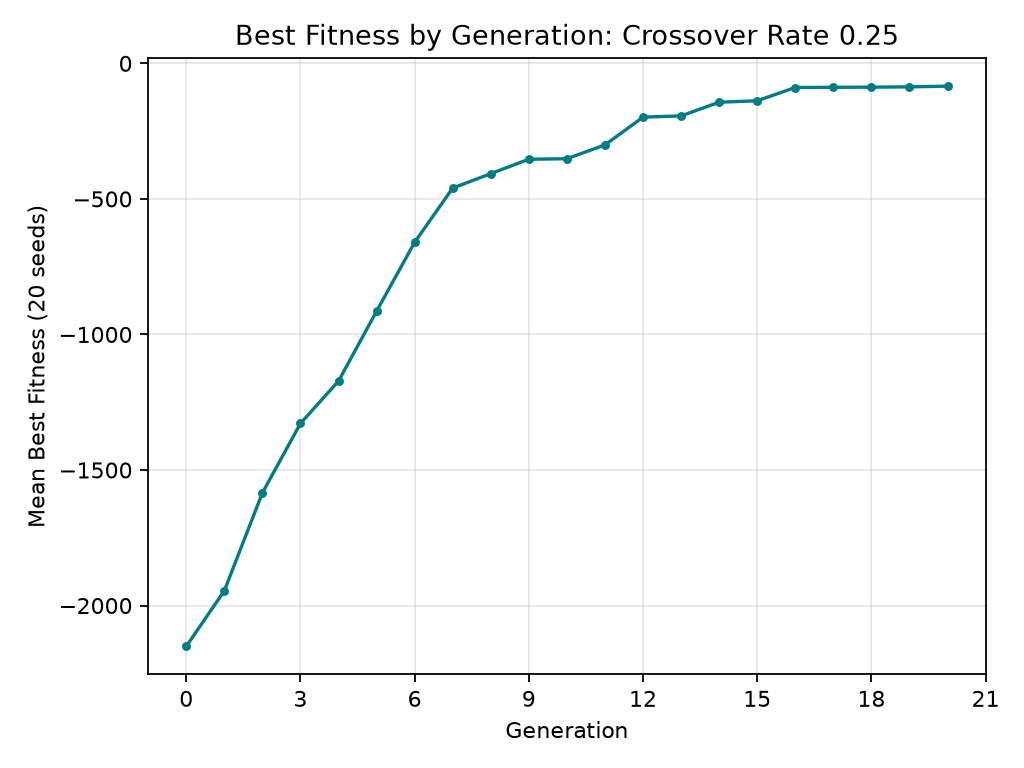 Best Fitness by Generation: Crossover Rate 0.25
Mean Best Fitness (20 seeds)
0
−500
−1000
−1500
−2000
0 3 6 9 12 15 18 21
Generation